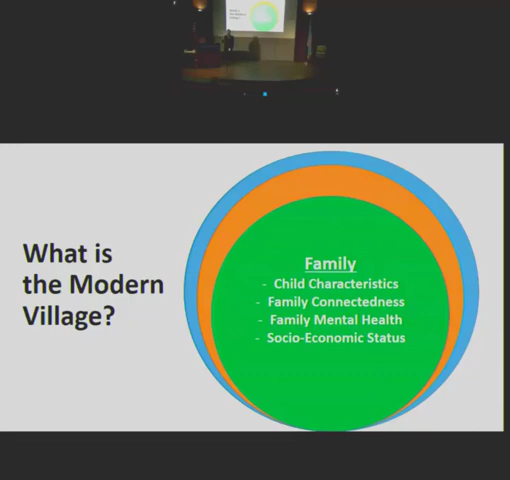 What is
the Modern
Village?
Family
- Child Characteristics
- Family Connectedness
- Family Mental Health
- Socio-Economic Status